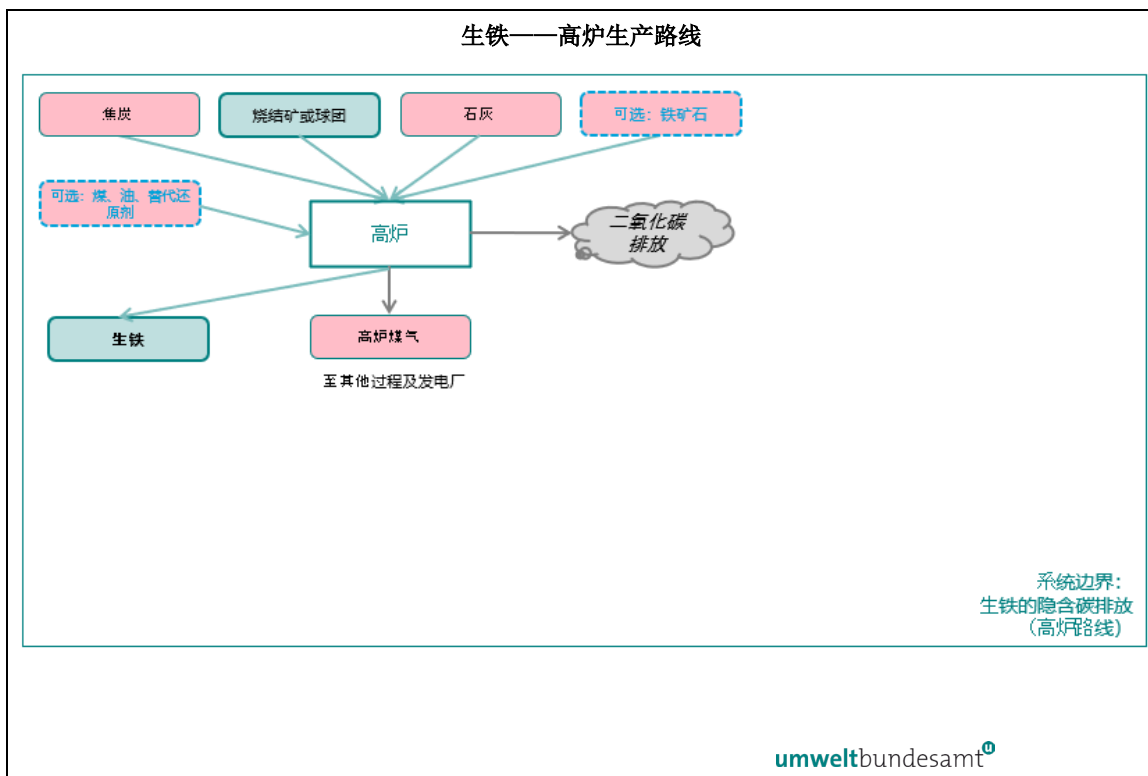 生铁——高炉生产路线
焦炭
烧结矿或球团
石灰
可选：铁矿石
可选：煤、油、替代还
原剂
高炉
二氧化碳
排放
生铁
高炉煤气
至其他过程及发电厂
系统边界：
生铁的隐含碳排放
（高炉路线）
umweltbundesamt